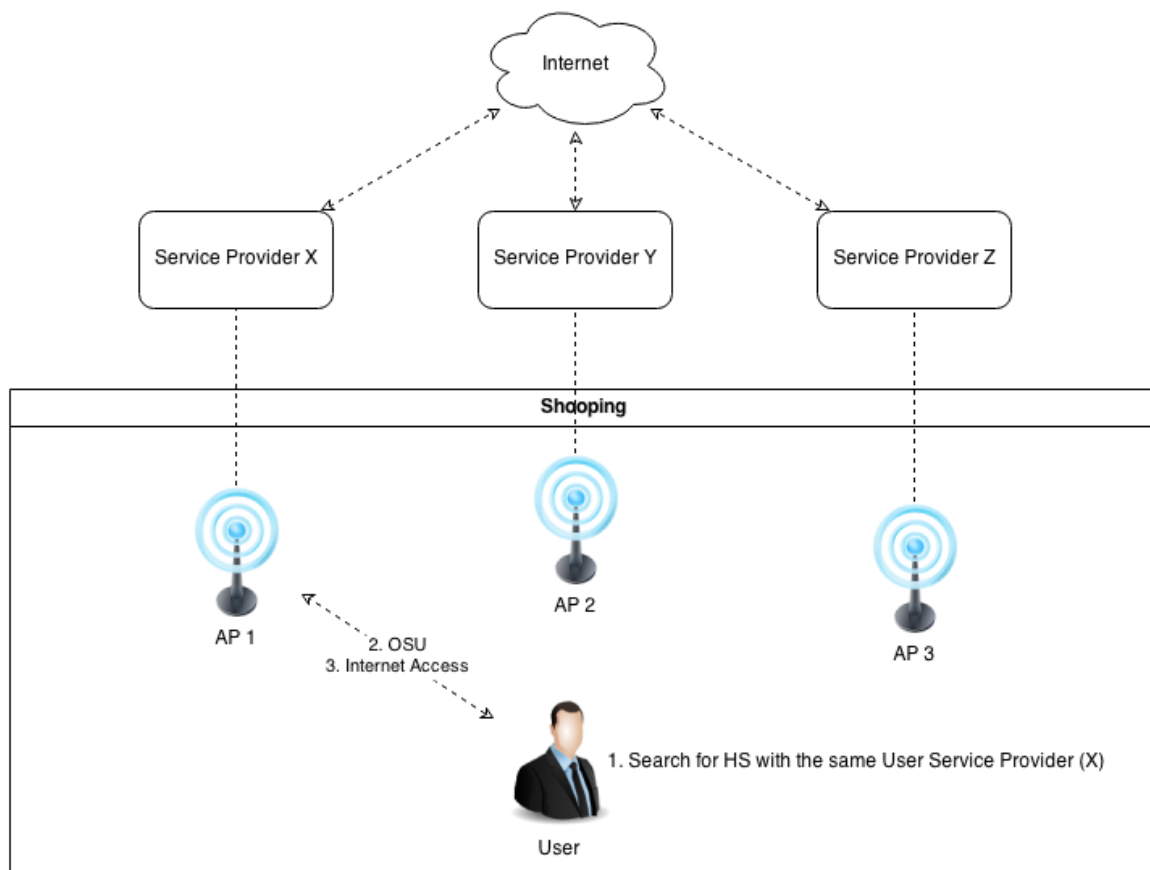 Internet
Service Provider X
Service Provider Y
Service Provider Z
Shooping
AP 1
AP 2
AP 3
2. OSU
3. Internet Access
1. Search for HS with the same User Service Provider (X)
User